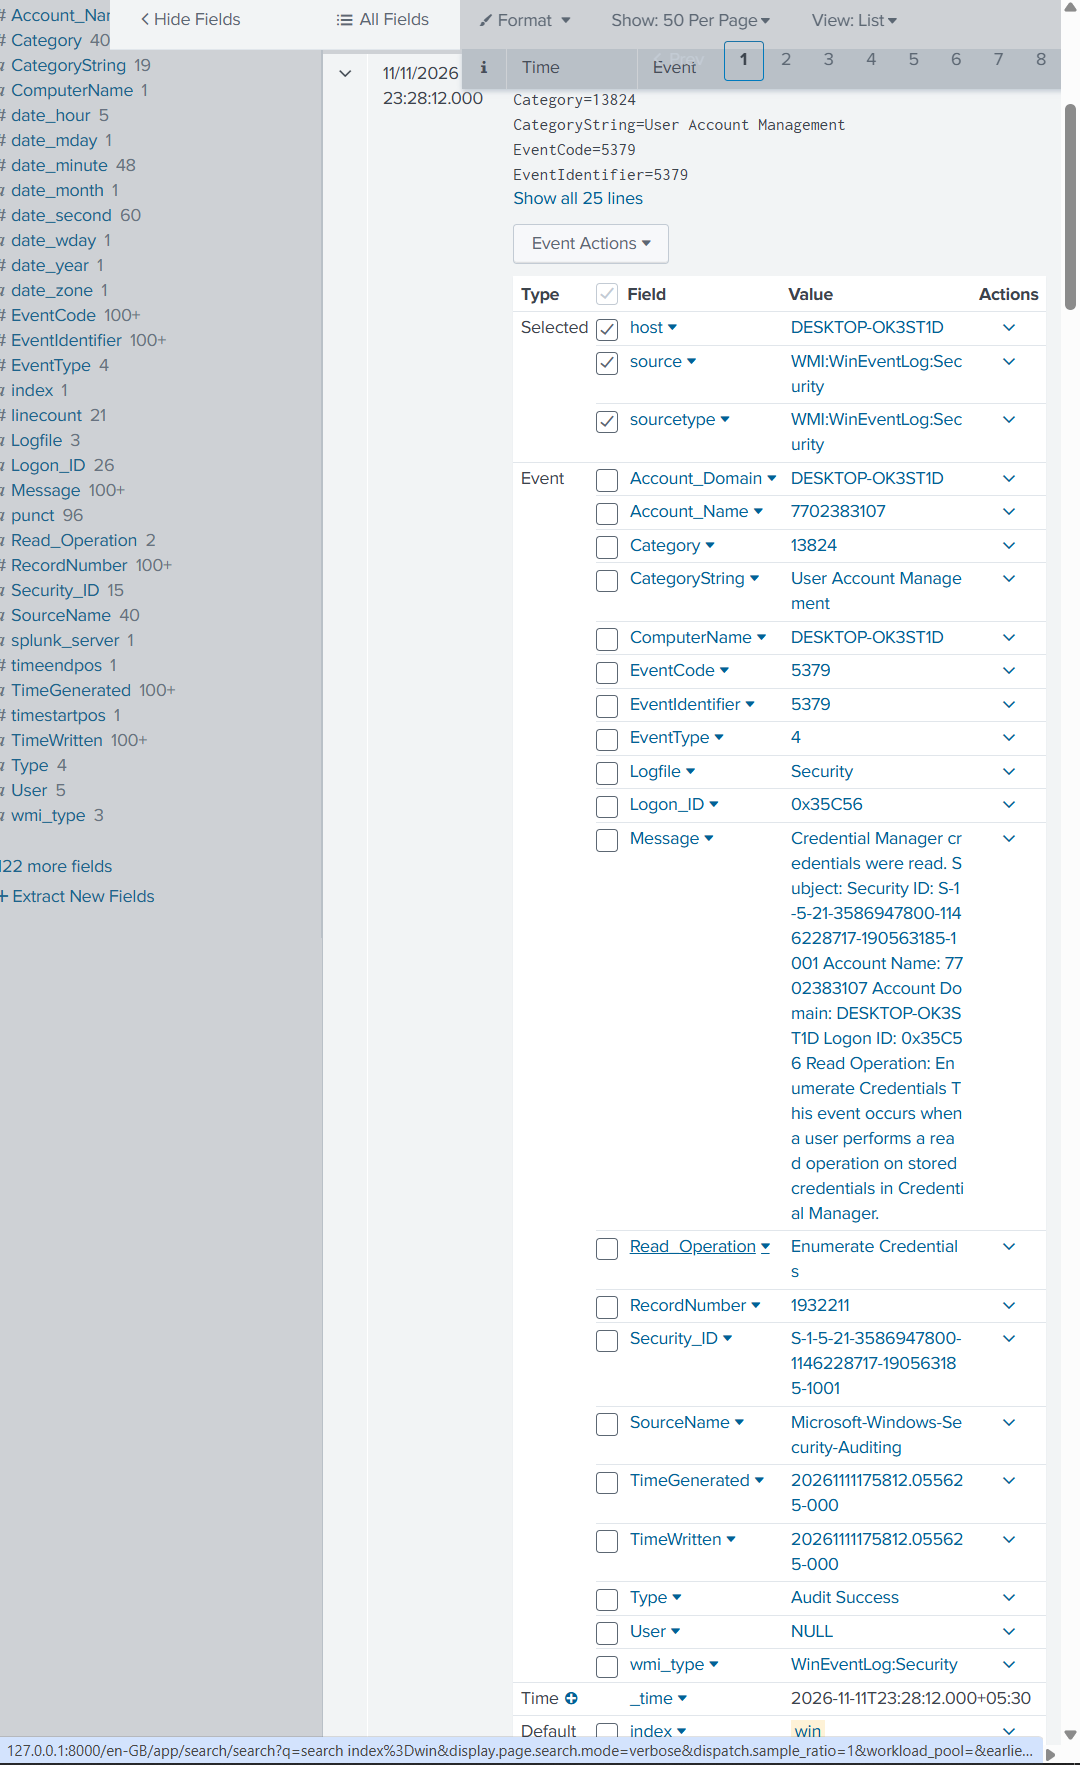 Hide Fields
All Fields
Format
Show: 50 Per Page
View: List
1 2 3 4 5 6 7 8
i Time Event
# Account_Nar
Category 40
a CategoryString 19
a ComputerName 1
# date_hour 5
# date_mday 1
# date_minute 48
a date_month 1
# date_second 60
a date_wday 1
# date_year 1
a date_zone 1
# EventCode 100+
# EventIdentifier 100+
# EventType 4
a index 1
# linecount 21
a Logfile 3
a Logon_ID 26
a Message 100+
a punct 96
a Read_Operation 2
# RecordNumber 100+
a Security_ID 15
a SourceName 40
a splunk_server 1
# timeendpos 1
a TimeGenerated 100+
# timestartpos 1
a TimeWritten 100+
a Type 4
a User 5
a wmi_type 3
122 more fields
+ Extract New Fields
11/11/2026
23:28:12.000
Category=13824
CategoryString=User Account Management
EventCode=5379
EventIdentifier=5379
Show all 25 lines
Event Actions
Type Field Value Actions
Selected host DESKTOP-OK3ST1D
source WMI:WinEventLog:Sec
urity
sourcetype WMI:WinEventLog:Sec
urity
Event Account_Domain DESKTOP-OK3ST1D
Account_Name 7702383107
Category 13824
CategoryString User Account Manage
ment
ComputerName DESKTOP-OK3ST1D
EventCode 5379
EventIdentifier 5379
EventType 4
Logfile Security
Logon_ID 0x35C56
Message Credential Manager cr
edentials were read. S
ubject: Security ID: S-1
-5-21-3586947800-114
6228717-190563185-1
001 Account Name: 77
02383107 Account Do
main: DESKTOP-OK3S
T1D Logon ID: 0x35C5
6 Read Operation: En
umerate Credentials T
his event occurs when
a user performs a rea
d operation on stored
credentials in Credenti
al Manager.
Read_Operation Enumerate Credential
s
RecordNumber 1932211
Security_ID S-1-5-21-3586947800-
1146228717-19056318
5-1001
SourceName Microsoft-Windows-Se
curity-Auditing
TimeGenerated 20261111175812.05562
5-000
TimeWritten 20261111175812.05562
5-000
Type Audit Success
User NULL
wmi_type WinEventLog:Security
Time _time 2026-11-11T23:28:12.000+05:30
Default index win
127.0.0.1:8000/en-GB/app/search/search?q=search index%3Dwin&display.page.search.mode=verbose&dispatch.sample_ratio=1&workload_pool=&earlie...